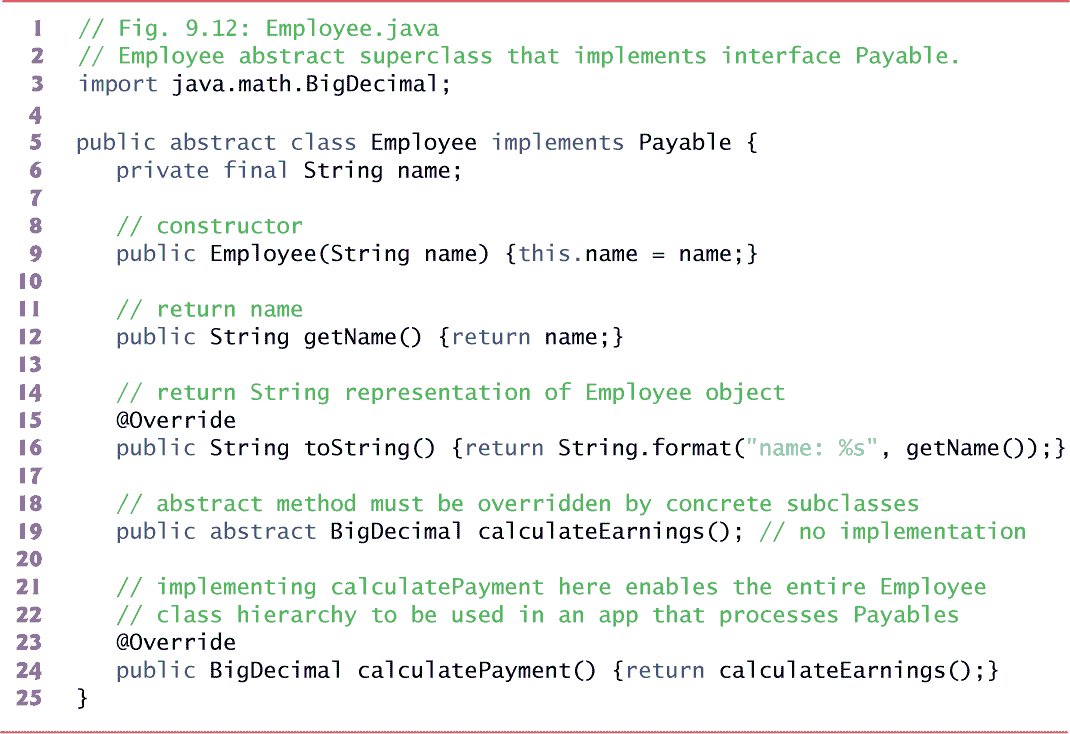 1 // Fig. 9.12: Employee.java
2 // Employee abstract superclass that implements interface Payable.
3 import java.math.BigDecimal;
4
5 public abstract class Employee implements Payable {
6    private final String name;
7
8    // constructor
9    public Employee(String name) {this.name = name;}
10
11    // return name
12    public String getName() {return name;}
13
14    // return String representation of Employee object
15    @Override
16    public String toString() {return String.format("name: %s", getName());}
17
18    // abstract method must be overridden by concrete subclasses
19    public abstract BigDecimal calculateEarnings(); // no implementation
20
21    // implementing calculatePayment here enables the entire Employee
22    // class hierarchy to be used in an app that processes Payables
23    @Override
24    public BigDecimal calculatePayment() {return calculateEarnings();}
25 }